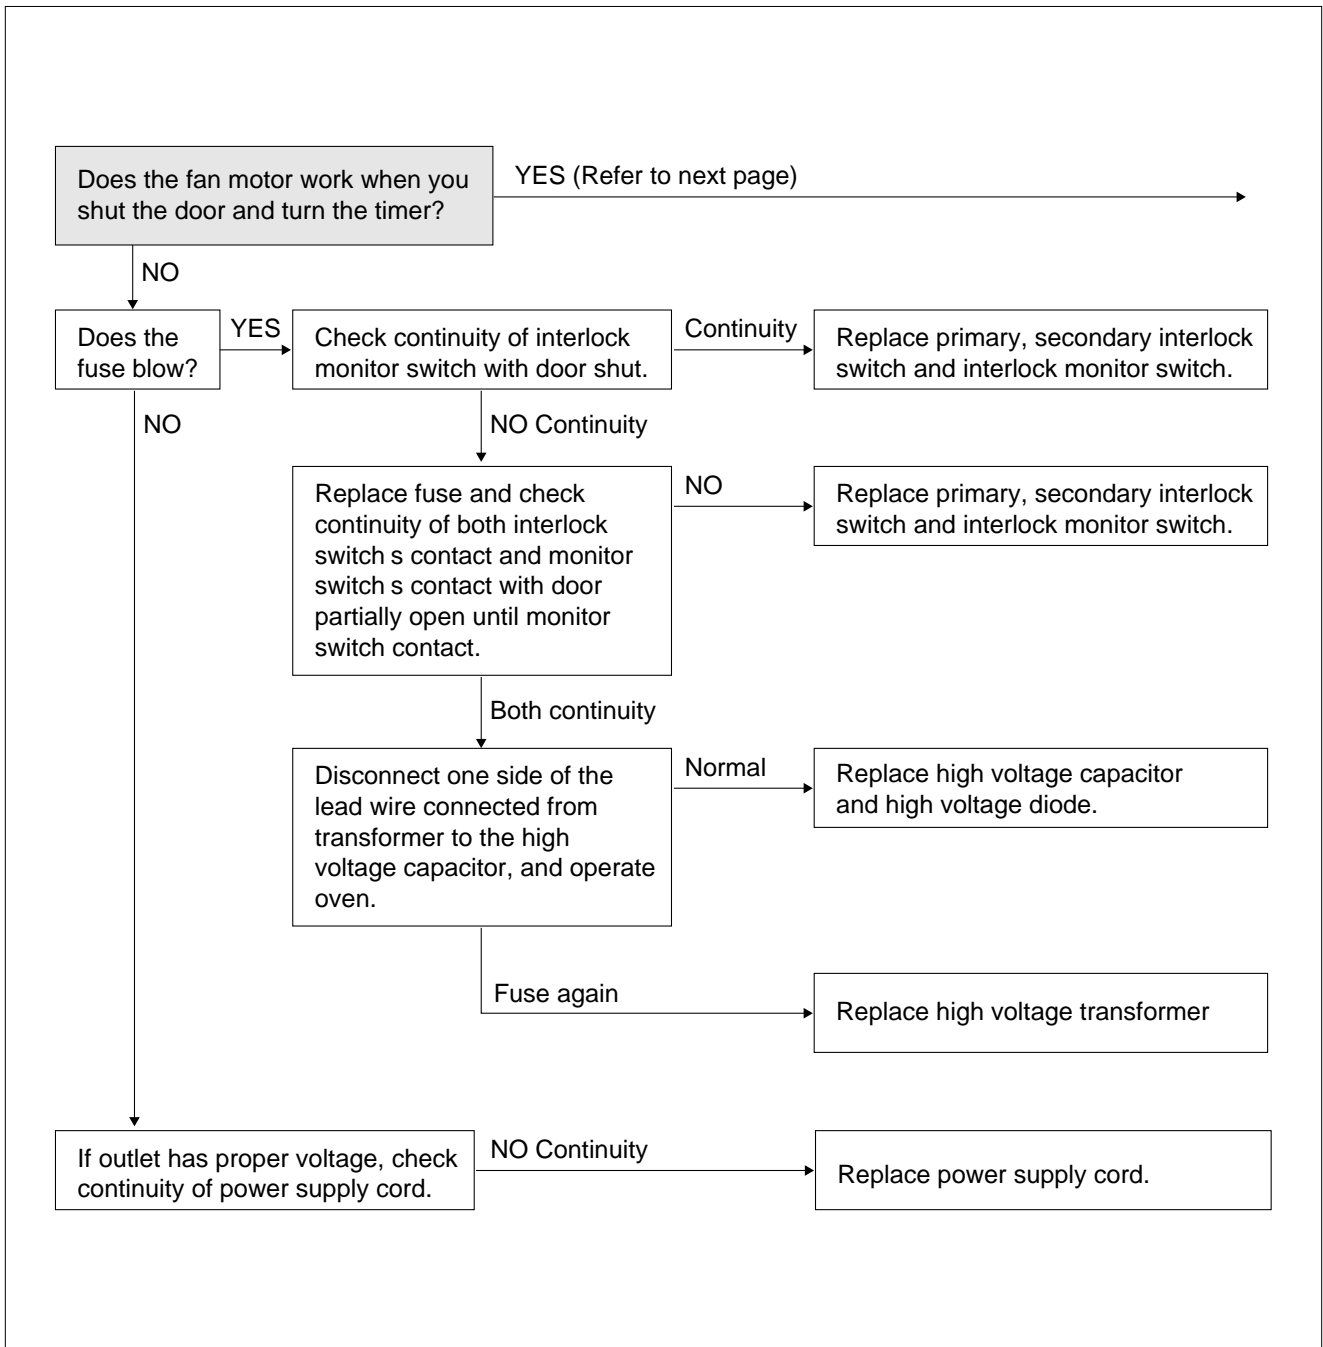 Does the fan motor work when you
shut the door and turn the timer?
YES (Refer to next page)
NO
Does the
fuse blow?
YES
Check continuity of interlock
monitor switch with door shut.
Continuity
Replace primary, secondary interlock
switch and interlock monitor switch.
NO
NO Continuity
Replace fuse and check
continuity of both interlock
switch s contact and monitor
switch s contact with door
partially open until monitor
switch contact.
NO
Replace primary, secondary interlock
switch and interlock monitor switch.
Both continuity
Disconnect one side of the
lead wire connected from
transformer to the high
voltage capacitor, and operate
oven.
Normal
Replace high voltage capacitor
and high voltage diode.
Fuse again
Replace high voltage transformer
If outlet has proper voltage, check
continuity of power supply cord.
NO Continuity
Replace power supply cord.